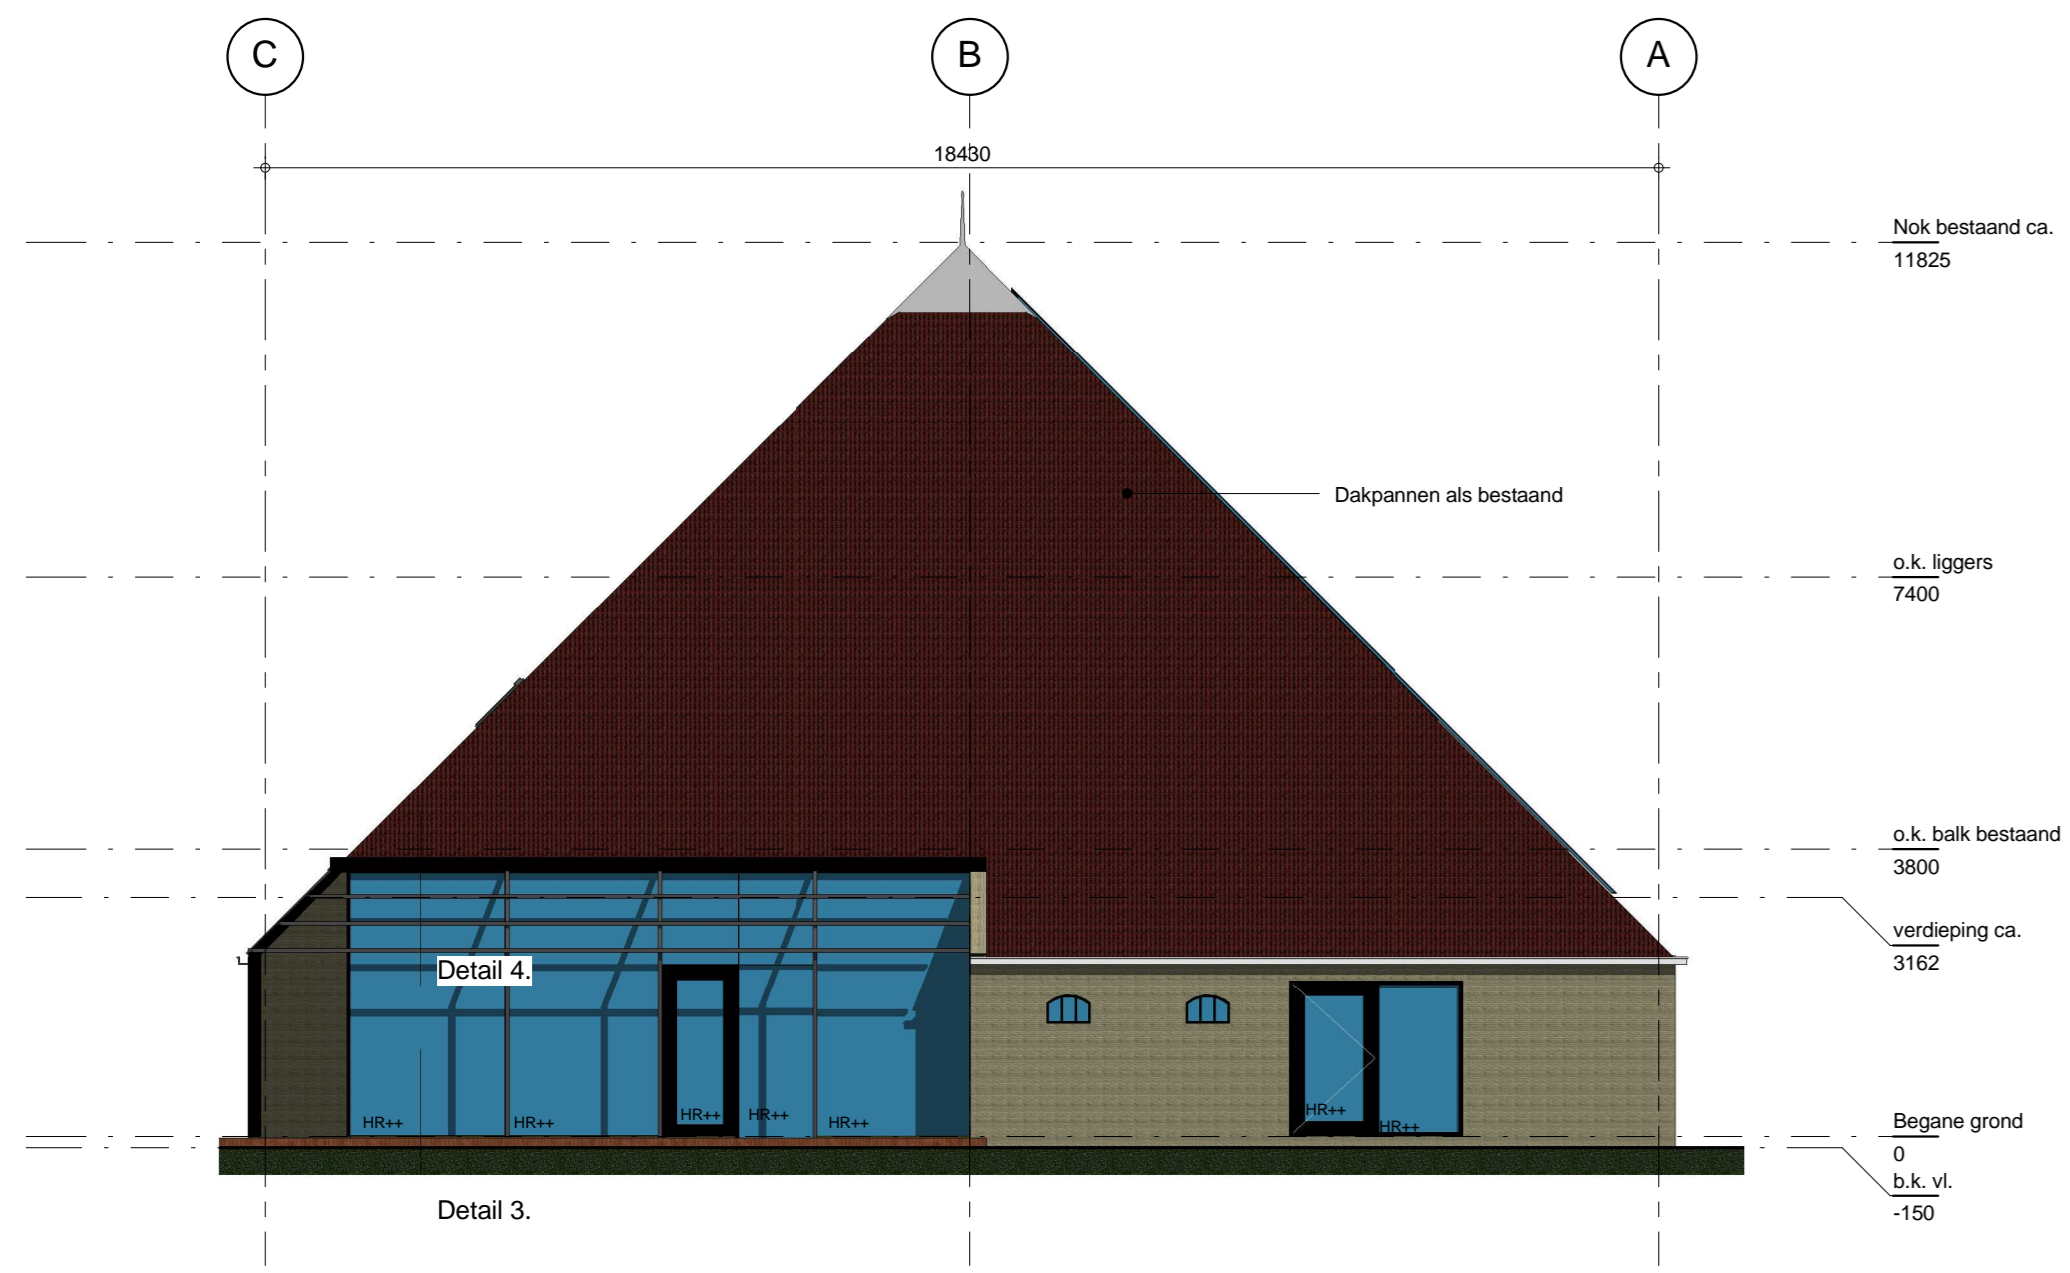 C
B
A
18430
Nok bestaand ca.
11825
Dakpannen als bestaand
o.k. liggers
7400
o.k. balk bestaand
3800
verdieping ca.
3162
Detail 4.
HR++
HR++
HR++
HR++
HR++
HR++
HR++
Begane grond
0
b.k. vl.
-150
Detail 3.